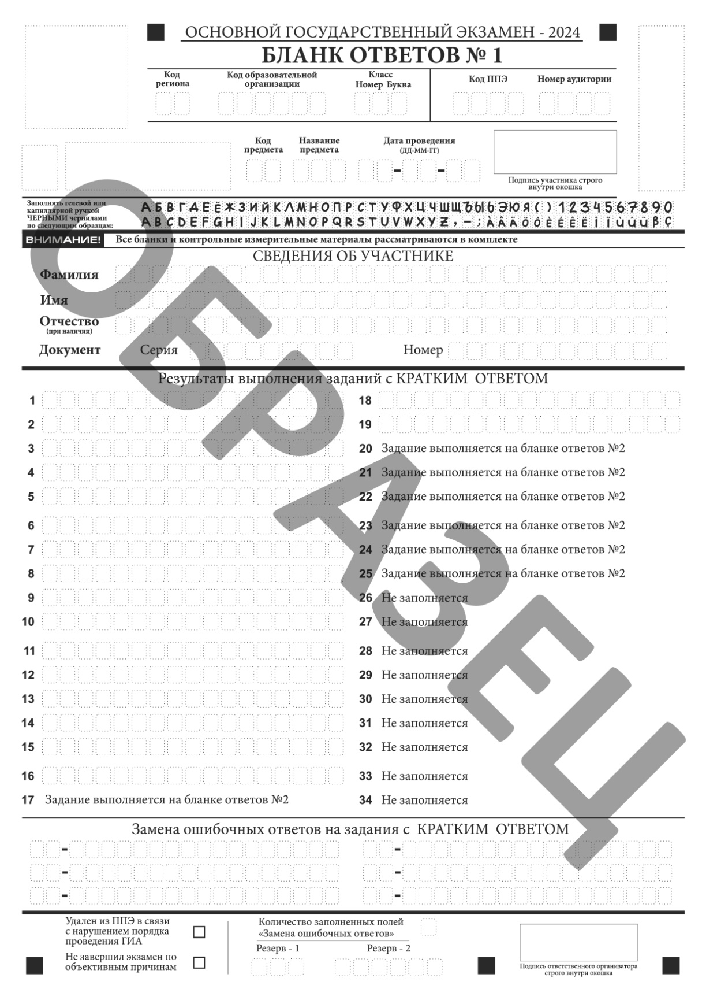 ОСНОВНОЙ ГОСУДАРСТВЕННЫЙ ЭКЗАМЕН - 2024
БЛАНК ОТВЕТОВ № 1
Код региона
Код образовательной организации
Класс
Номер Буква
Код ППЭ
Номер аудитории
Код предмета
Название предмета
Дата проведения
(ДД-ММ-ГГ)
- -
Подпись участника строго
внутри окошка
Заполнять гелевой или
капиллярной ручкой
ЧЕРНЫМИ чернилами
по следующим образцам:
АБВГДЕЁЖЗИЙКЛМНОПРСТУФХЦЧШЩЪЫЬЭЮЯ()1234567890
ABCDEFGHIJKLMNOPQRSTUVWXYZ,-;ÀÂÄÖÔÈÉÊËÎÏÙÛÜßÇ
ВНИМАНИЕ! Все бланки и контрольные измерительные материалы рассматриваются в комплекте
СВЕДЕНИЯ ОБ УЧАСТНИКЕ
Фамилия
Имя
Отчество
(при наличии)
Документ Серия Номер
Результаты выполнения заданий с КРАТКИМ ОТВЕТОМ
1
2
3
4
5
6
7
8
9
10
11
12
13
14
15
16
17 Задание выполняется на бланке ответов №2
18
19
20 Задание выполняется на бланке ответов №2
21 Задание выполняется на бланке ответов №2
22 Задание выполняется на бланке ответов №2
23 Задание выполняется на бланке ответов №2
24 Задание выполняется на бланке ответов №2
25 Задание выполняется на бланке ответов №2
26 Не заполняется
27 Не заполняется
28 Не заполняется
29 Не заполняется
30 Не заполняется
31 Не заполняется
32 Не заполняется
33 Не заполняется
34 Не заполняется
Замена ошибочных ответов на задания с КРАТКИМ ОТВЕТОМ
- -
- -
- -
Удален из ППЭ в связи
с нарушением порядка
проведения ГИА
Не завершил экзамен по
объективным причинам
Количество заполненных полей
«Замена ошибочных ответов»
Резерв - 1 Резерв - 2
Подпись ответственного организатора
строго внутри окошка
ОБРАЗЕЦ